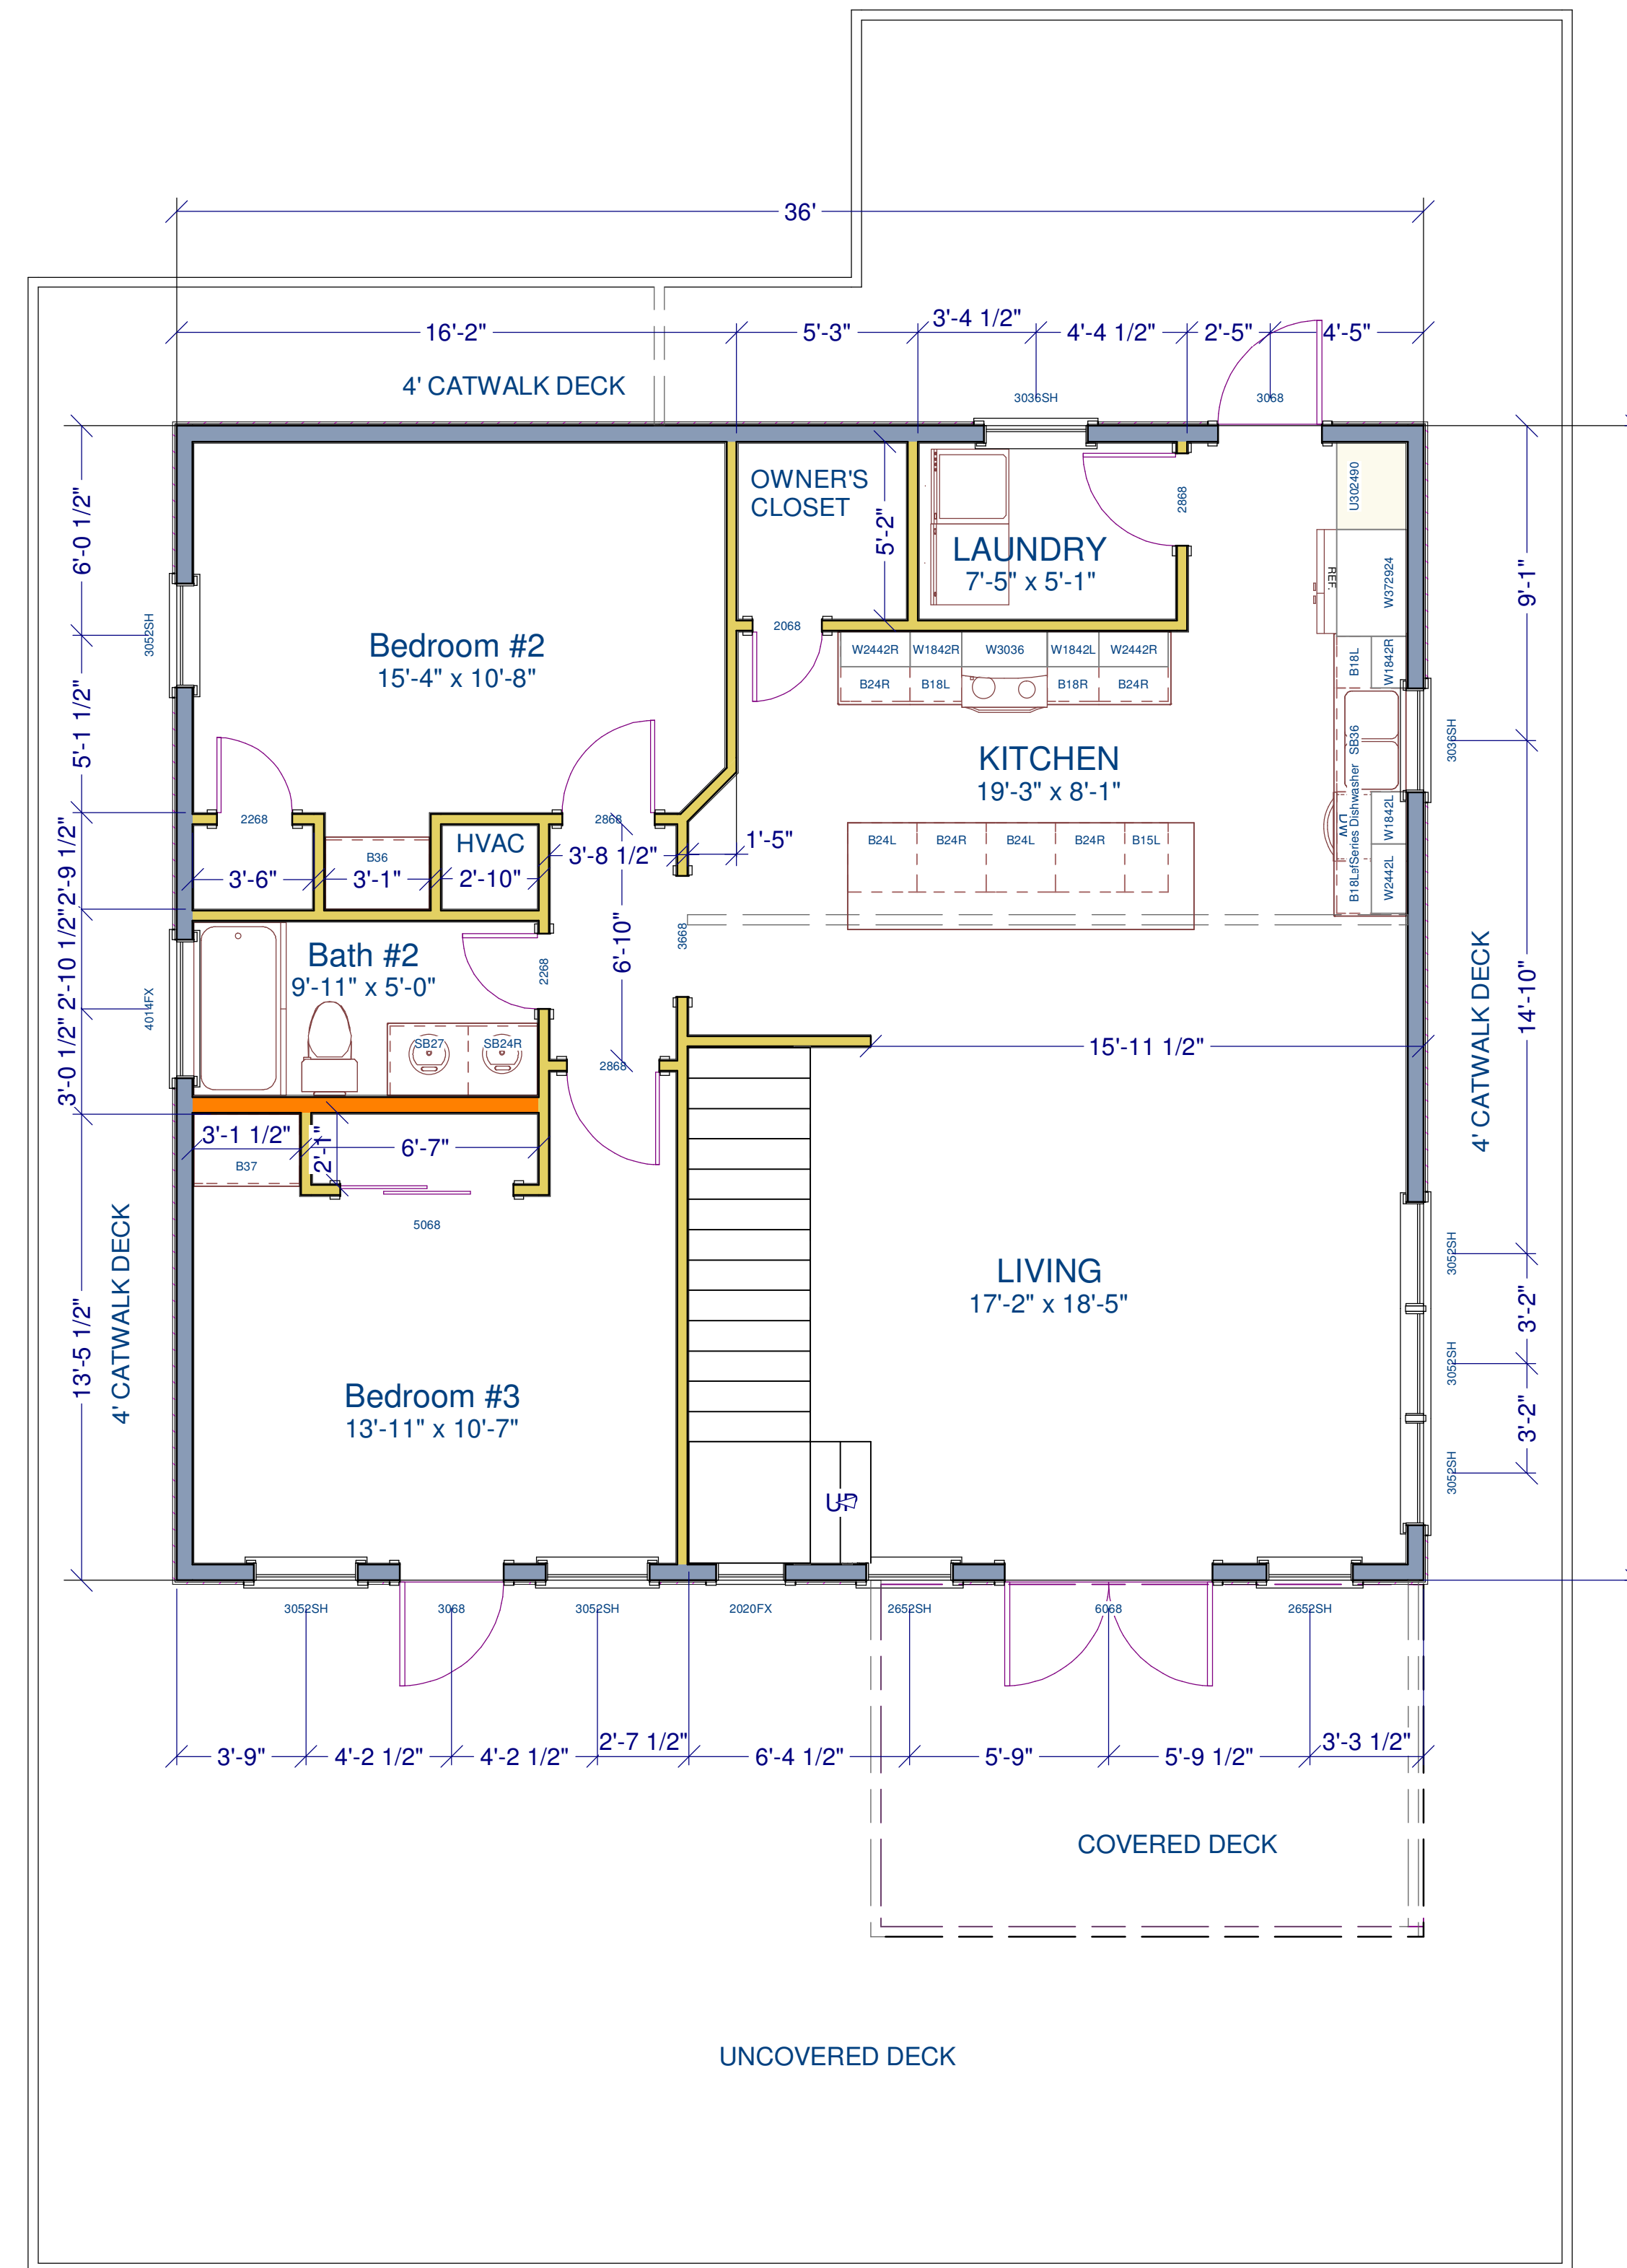 36'
16'-2"
5'-3"
3'-4 1/2"
4'-4 1/2"
2'-5"
4'-5"
4' CATWALK DECK
3036SH
3068
6'-0 1/2"
5'-1 1/2"
2'-9 1/2"
2'-10 1/2"
3'-0 1/2"
13'-5 1/2"
3052SH
4014FX
4' CATWALK DECK
OWNER'S
CLOSET
5'-2"
2068
LAUNDRY
7'-5" x 5'-1"
2868
U302490
REF.
W372924
Bedroom #2
15'-4" x 10'-8"
W2442R
W1842R
W3036
W1842L
W2442R
B24R
B18L
B18R
B24R
B18L
W1842R
SB36
W1842L
DW
B18L
Series Dishwasher
W2442L
KITCHEN
19'-3" x 8'-1"
2268
2868
HVAC
B36
3'-6"
3'-1"
2'-10"
3'-8 1/2"
1'-5"
B24L
B24R
B24L
B24R
B15L
6'-10"
3668
Bath #2
9'-11" x 5'-0"
2268
SB27
SB24R
2868
15'-11 1/2"
3'-1 1/2"
2'-1"
6'-7"
B37
5068
LIVING
17'-2" x 18'-5"
Bedroom #3
13'-11" x 10'-7"
UP
9'-1"
3036SH
14'-10"
4' CATWALK DECK
3052SH
3'-2"
3052SH
3'-2"
3052SH
3052SH
3068
3052SH
2020FX
2652SH
6068
2652SH
3'-9"
4'-2 1/2"
4'-2 1/2"
2'-7 1/2"
6'-4 1/2"
5'-9"
5'-9 1/2"
3'-3 1/2"
COVERED DECK
UNCOVERED DECK